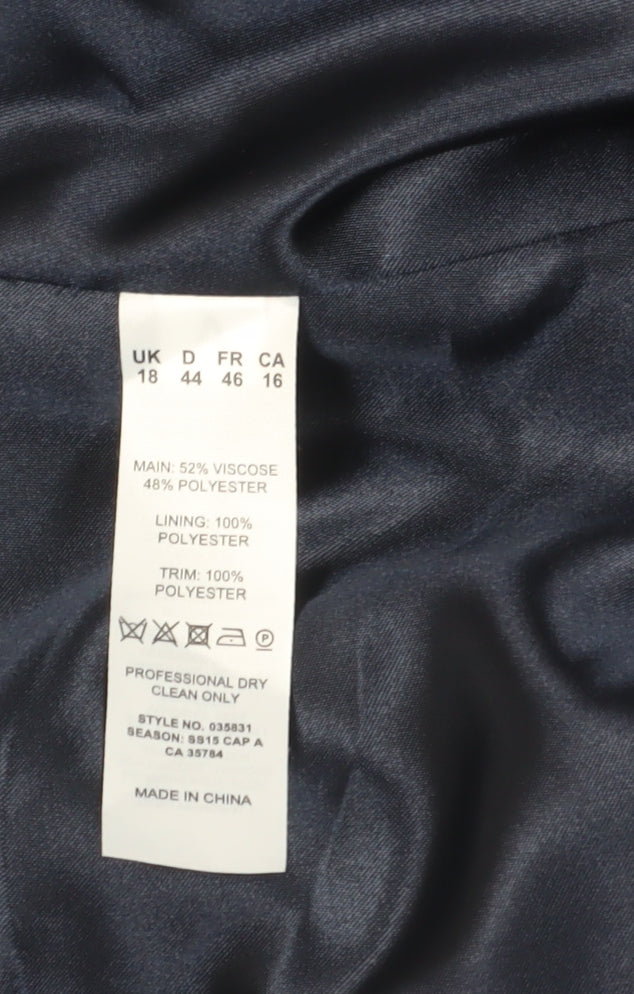 UK D FR CA
18 44 46 16
MAIN: 52% VISCOSE
48% POLYESTER
LINING: 100%
POLYESTER
TRIM: 100%
POLYESTER
P
PROFESSIONAL DRY
CLEAN ONLY
STYLE NO. 035831
SEASON: SS15 CAP A
CA 35784
MADE IN CHINA